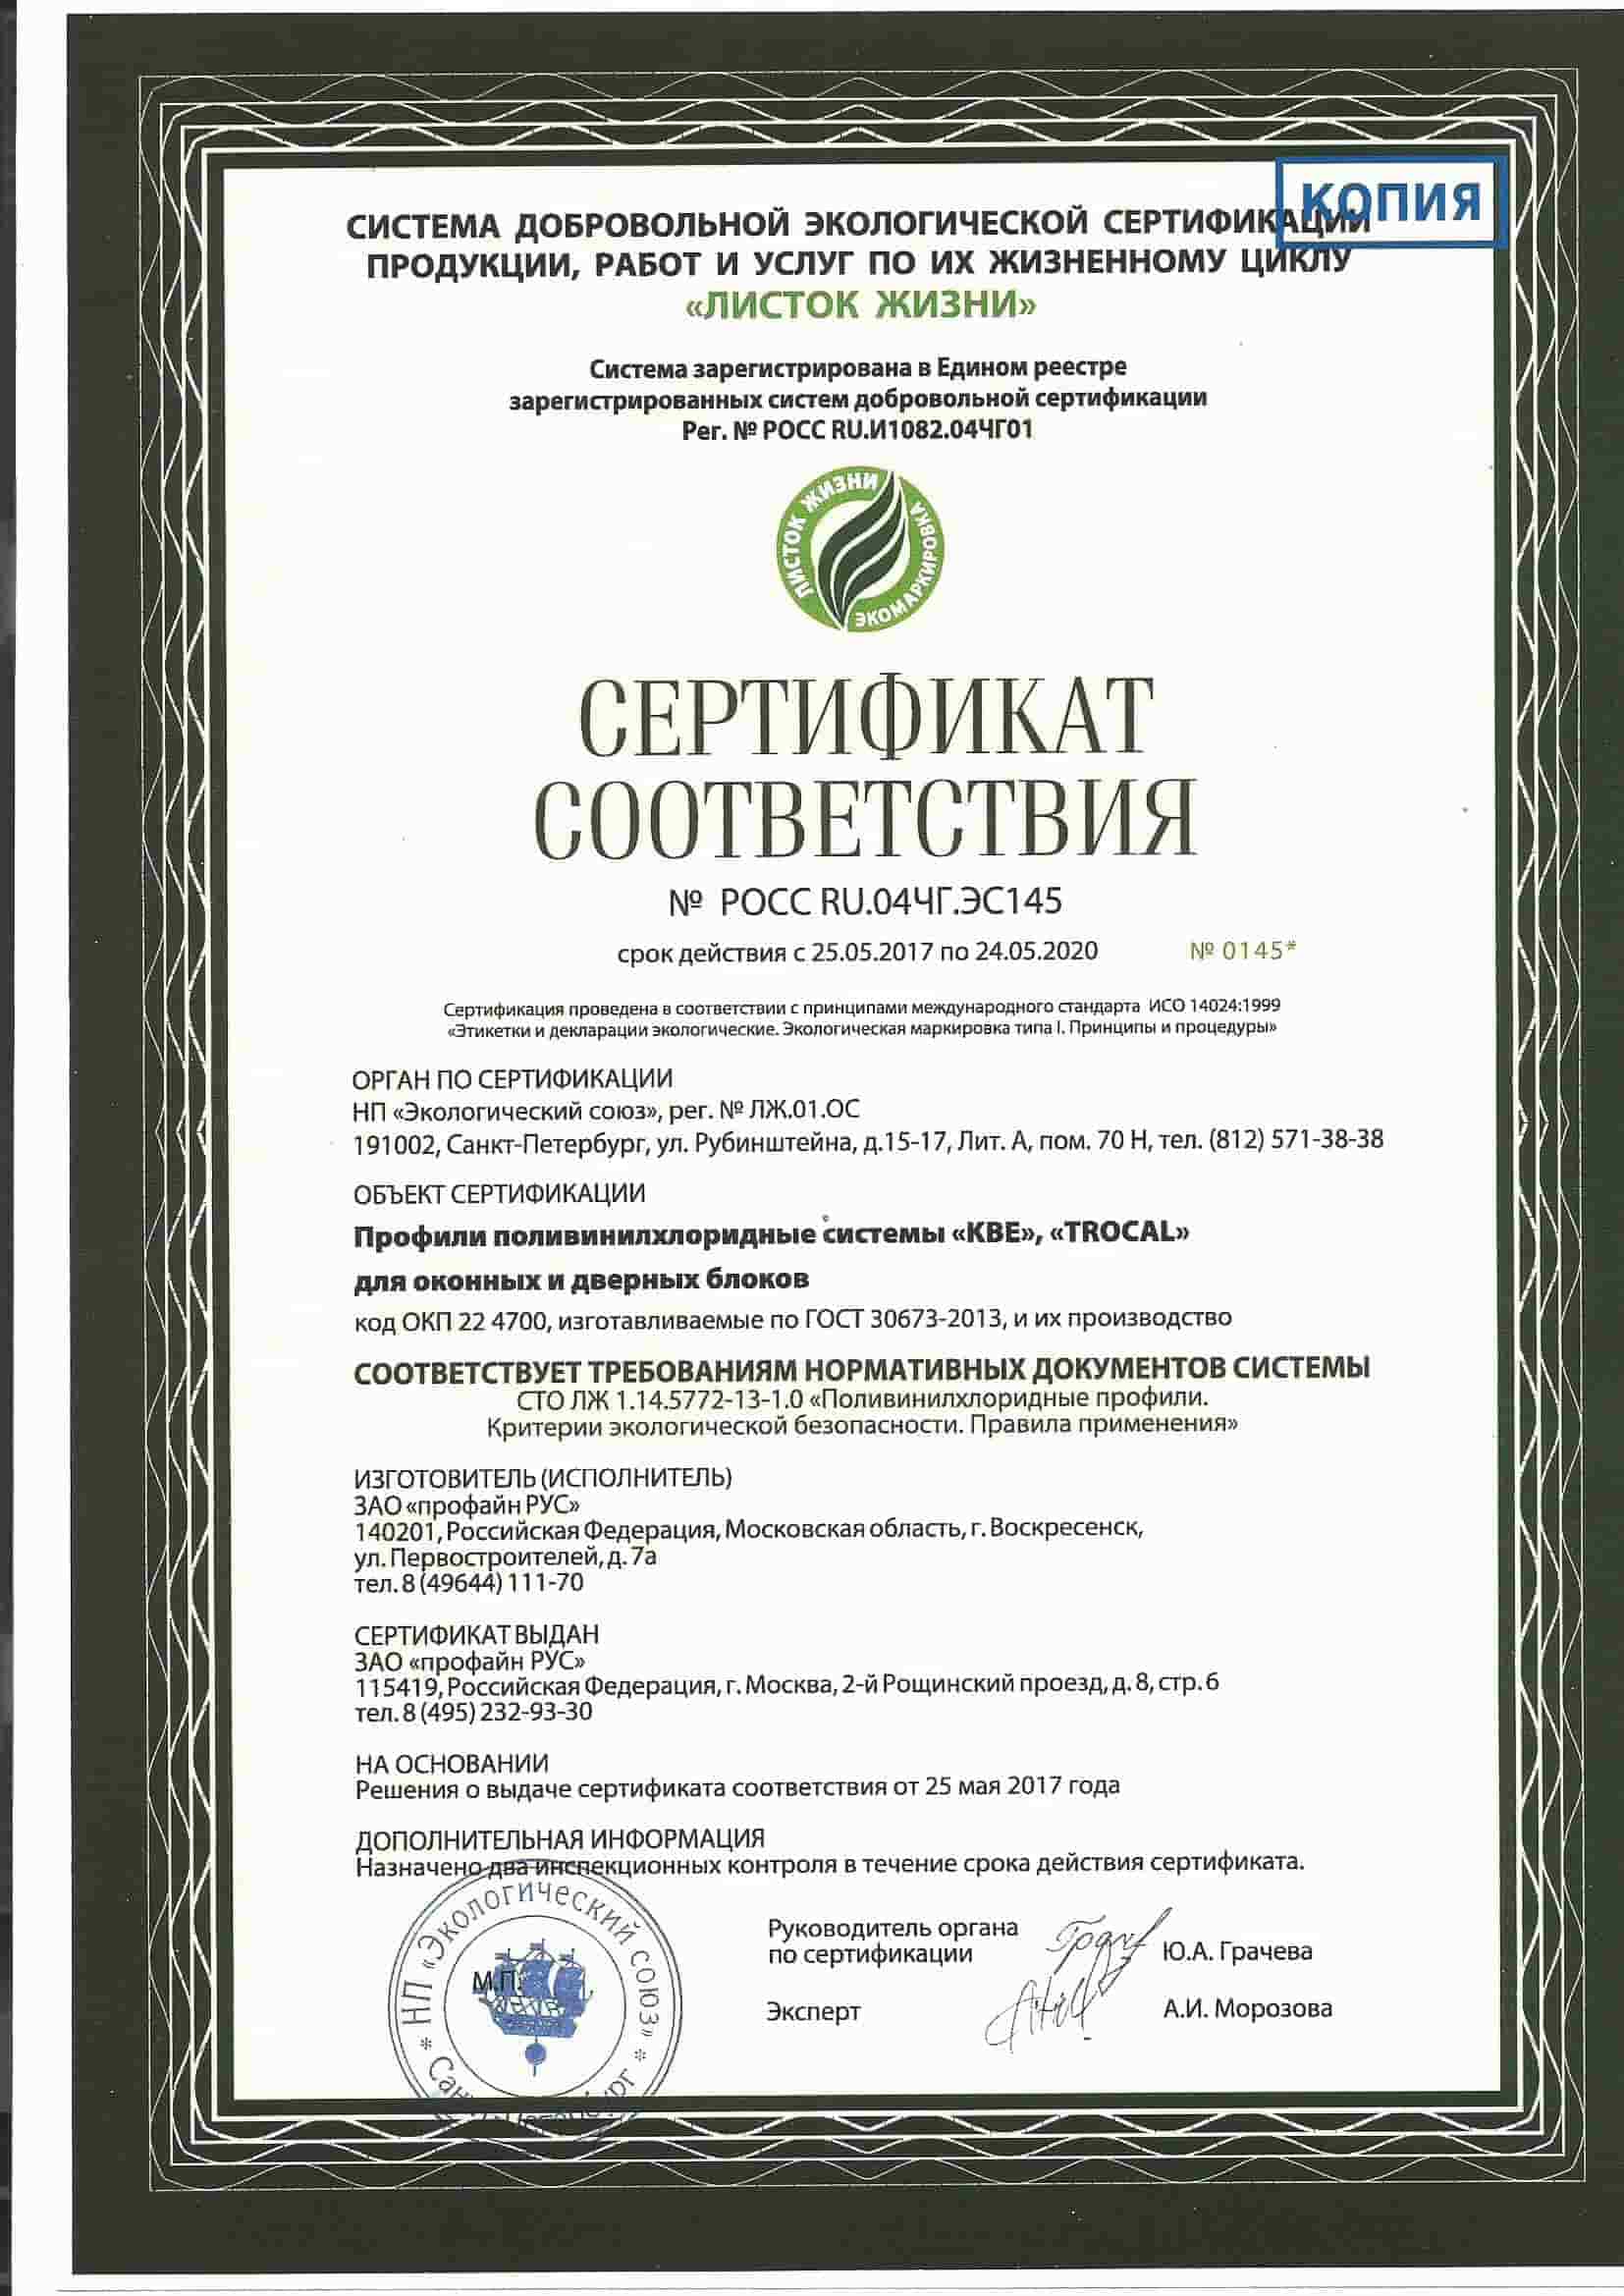 КОПИЯ
СИСТЕМА ДОБРОВОЛЬНОЙ ЭКОЛОГИЧЕСКОЙ СЕРТИФИКАЦИИ
ПРОДУКЦИИ, РАБОТ И УСЛУГ ПО ИХ ЖИЗНЕННОМУ ЦИКЛУ
«ЛИСТОК ЖИЗНИ»
Система зарегистрирована в Едином реестре
зарегистрированных систем добровольной сертификации
Рег. № РОСС RU.И1082.04ЧГ01
ЛИСТОК ЖИЗНИ
ЭКОМАРКИРОВКА
СЕРТИФИКАТ
СООТВЕТСТВИЯ
№ РОСС RU.04ЧГ.ЭС145
срок действия с 25.05.2017 по 24.05.2020 № 0145*
Сертификация проведена в соответствии с принципами международного стандарта ИСО 14024:1999
«Этикетки и декларации экологические. Экологическая маркировка типа I. Принципы и процедуры»
ОРГАН ПО СЕРТИФИКАЦИИ
НП «Экологический союз», рег. № ЛЖ.01.ОС
191002, Санкт-Петербург, ул. Рубинштейна, д.15-17, Лит. А, пом. 70 Н, тел. (812) 571-38-38
ОБЪЕКТ СЕРТИФИКАЦИИ
Профили поливинилхлоридные системы «КВЕ», «TROCAL»
для оконных и дверных блоков
код ОКП 22 4700, изготавливаемые по ГОСТ 30673-2013, и их производство
СООТВЕТСТВУЕТ ТРЕБОВАНИЯМ НОРМАТИВНЫХ ДОКУМЕНТОВ СИСТЕМЫ
СТО ЛЖ 1.14.5772-13-1.0 «Поливинилхлоридные профили.
Критерии экологической безопасности. Правила применения»
ИЗГОТОВИТЕЛЬ (ИСПОЛНИТЕЛЬ)
ЗАО «профайн РУС»
140201, Российская Федерация, Московская область, г. Воскресенск,
ул. Первостроителей, д. 7а
тел. 8 (49644) 111-70
СЕРТИФИКАТ ВЫДАН
ЗАО «профайн РУС»
115419, Российская Федерация, г. Москва, 2-й Рощинский проезд, д. 8, стр. 6
тел. 8 (495) 232-93-30
НА ОСНОВАНИИ
Решения о выдаче сертификата соответствия от 25 мая 2017 года
ДОПОЛНИТЕЛЬНАЯ ИНФОРМАЦИЯ
Назначено два инспекционных контроля в течение срока действия сертификата.
* НП «Экологический союз» *
М.П.
Руководитель органа
по сертификации Ю.А. Грачева
Эксперт А.И. Морозова